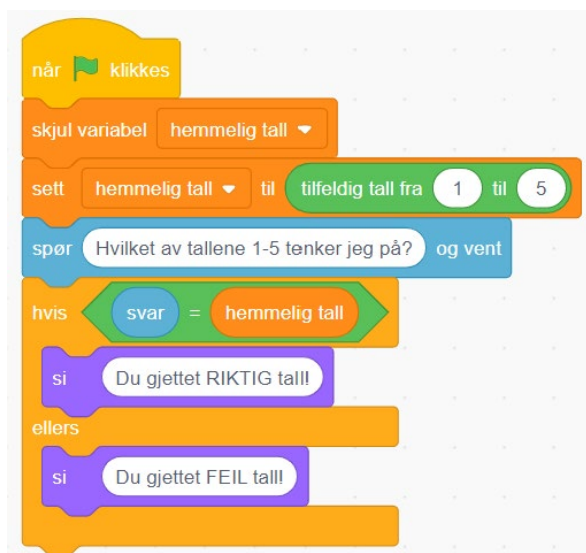 når klikkes
skjul variabel hemmelig tall
sett hemmelig tall til tilfeldig tall fra 1 til 5
spør Hvilket av tallene 1-5 tenker jeg på? og vent
hvis svar = hemmelig tall
si Du gjettet RIKTIG tall!
ellers
si Du gjettet FEIL tall!